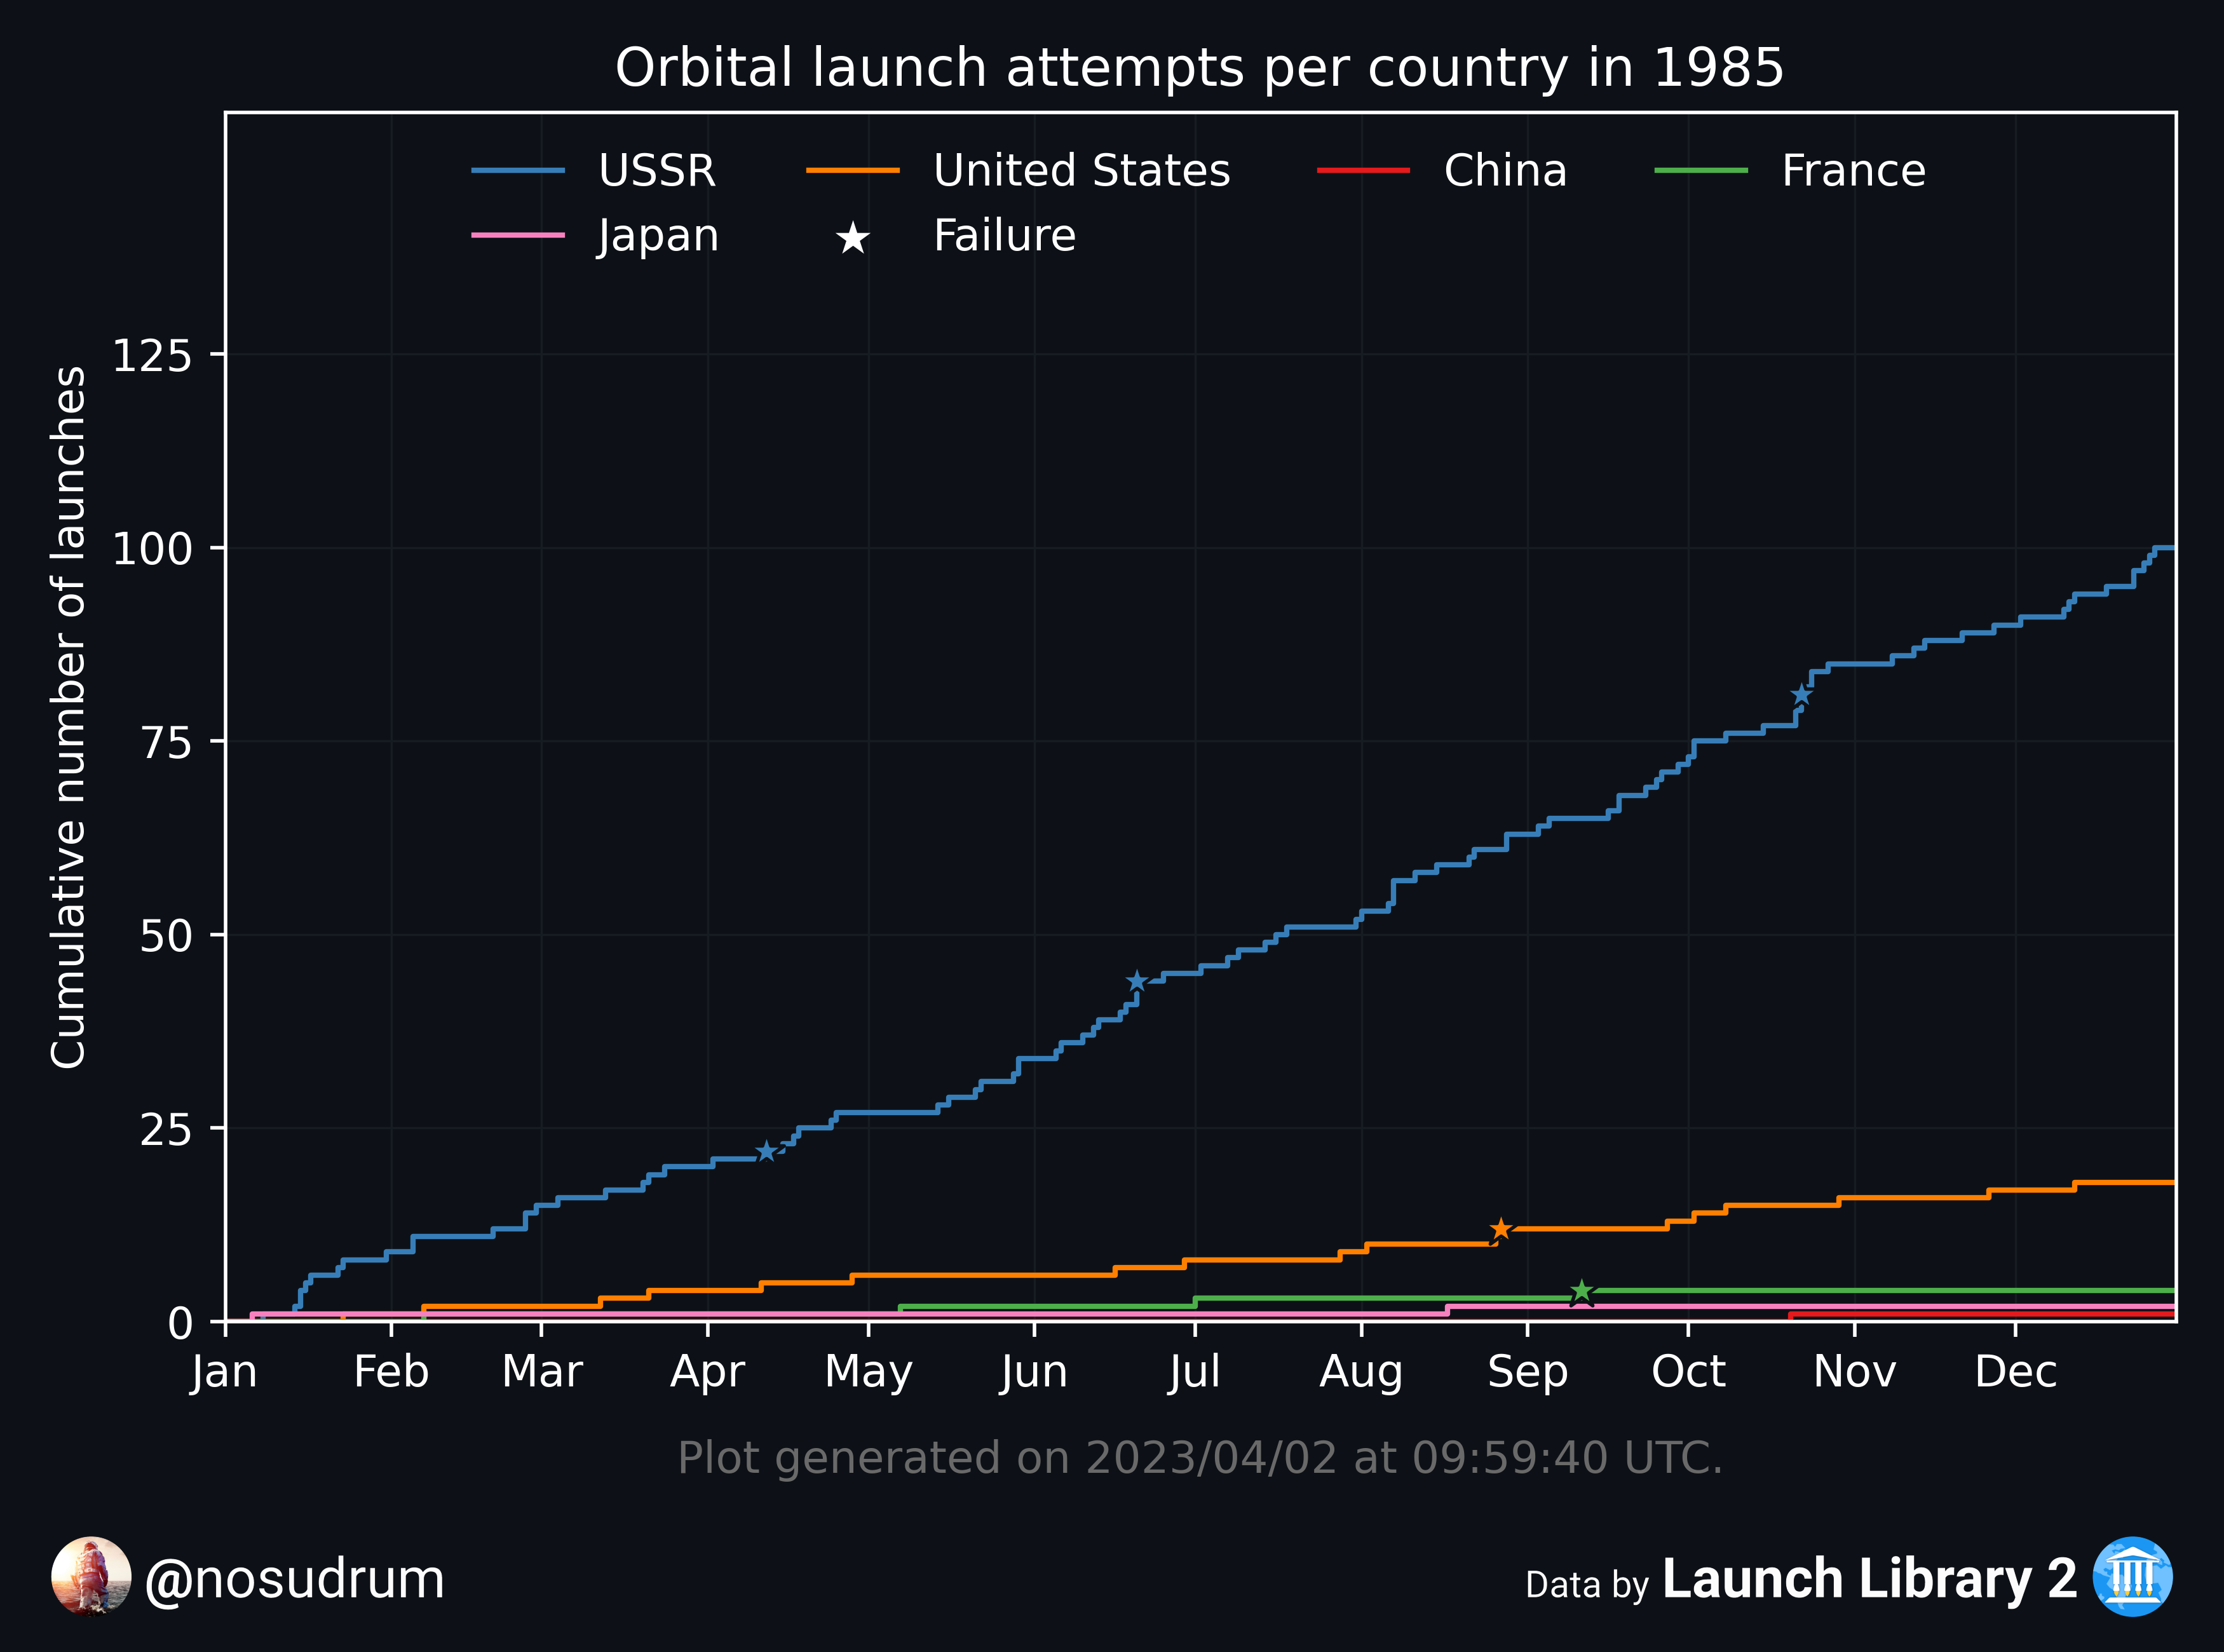 Orbital launch attempts per country in 1985
USSR United States China France
Japan Failure
Cumulative number of launches
125
100
75
50
25
0
Jan Feb Mar Apr May Jun Jul Aug Sep Oct Nov Dec
Plot generated on 2023/04/02 at 09:59:40 UTC.
@nosudrum
Data by Launch Library 2